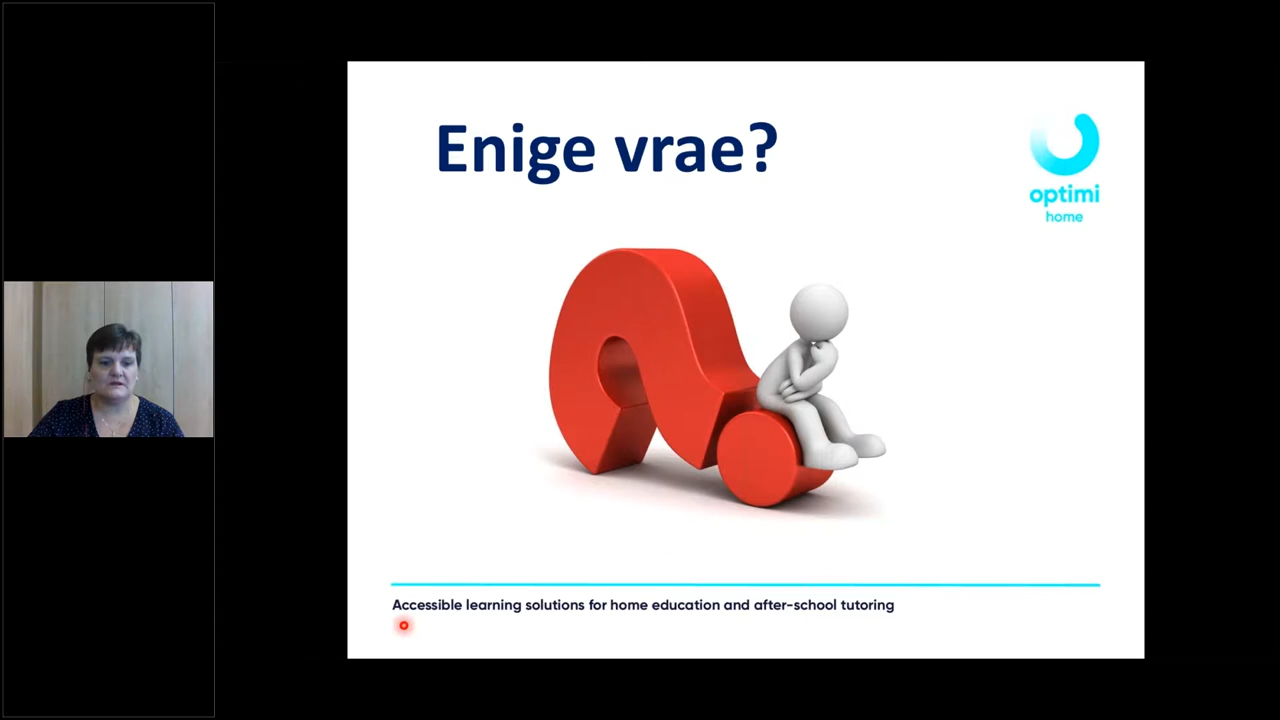 Enige vrae?
optimi
home
Accessible learning solutions for home education and after-school tutoring